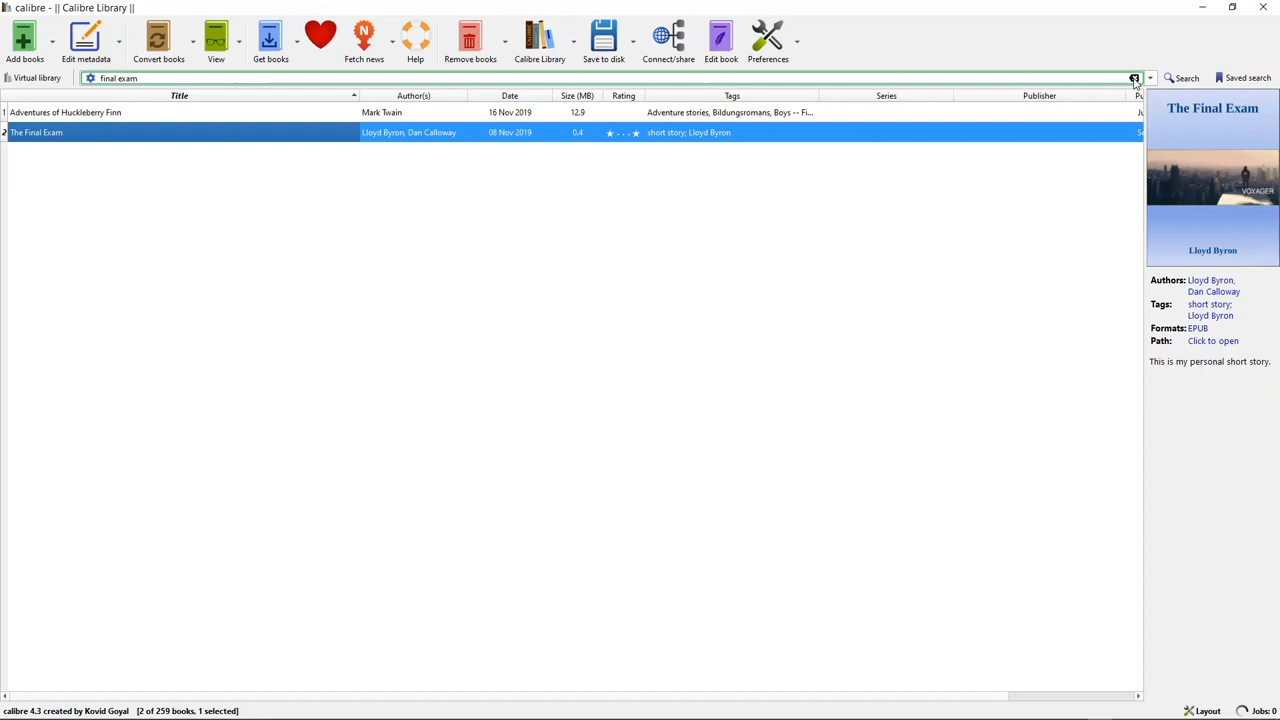 calibre - || Calibre Library ||
Add books
Edit metadata
Convert books
View
Get books
Fetch news
Help
Remove books
Calibre Library
Save to disk
Connect/share
Edit book
Preferences
Virtual library
final exam
Search
Saved search
Title Author(s) Date Size (MB) Rating Tags Series Publisher Pu
1 Adventures of Huckleberry Finn Mark Twain 16 Nov 2019 12.9 Adventure stories, Bildungsromans, Boys -- Fi... Ju
2 The Final Exam Lloyd Byron, Dan Calloway 08 Nov 2019 0.4 short story; Lloyd Byron Se
The Final Exam
VOYAGER
Lloyd Byron
Authors: Lloyd Byron,
Dan Calloway
Tags: short story;
Lloyd Byron
Formats: EPUB
Path: Click to open
This is my personal short story.
calibre 4.3 created by Kovid Goyal [2 of 259 books, 1 selected]
Layout
Jobs: 0